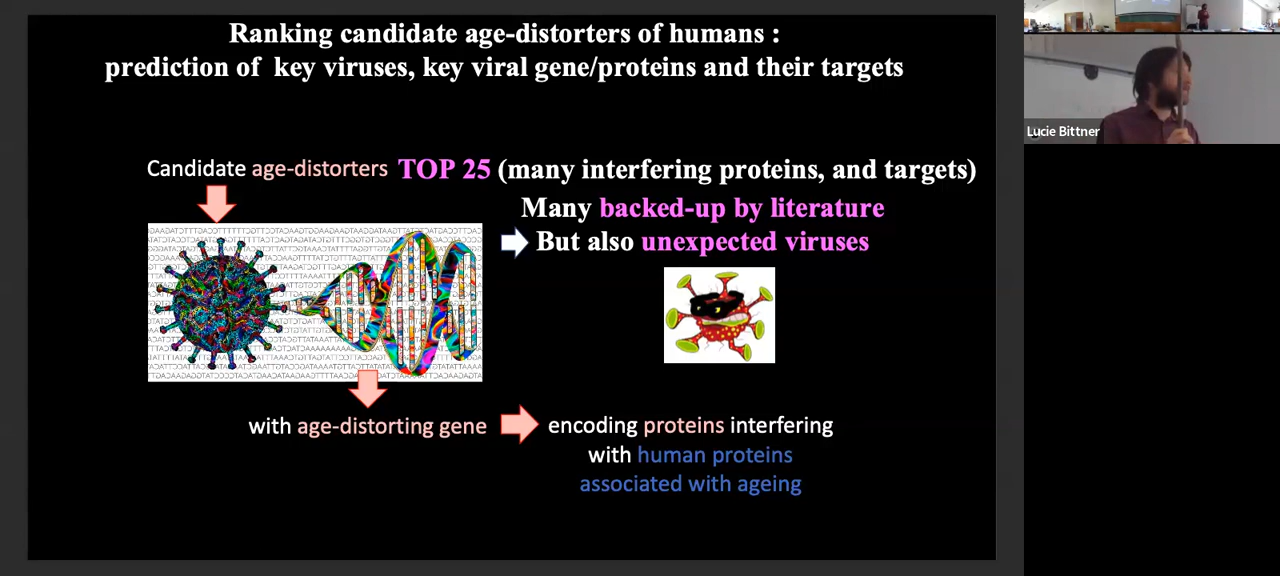 Ranking candidate age-distorters of humans :
prediction of key viruses, key viral gene/proteins and their targets
Candidate age-distorters TOP 25 (many interfering proteins, and targets)
Many backed-up by literature
But also unexpected viruses
with age-distorting gene
encoding proteins interfering
with human proteins
associated with ageing
Lucie Bittner